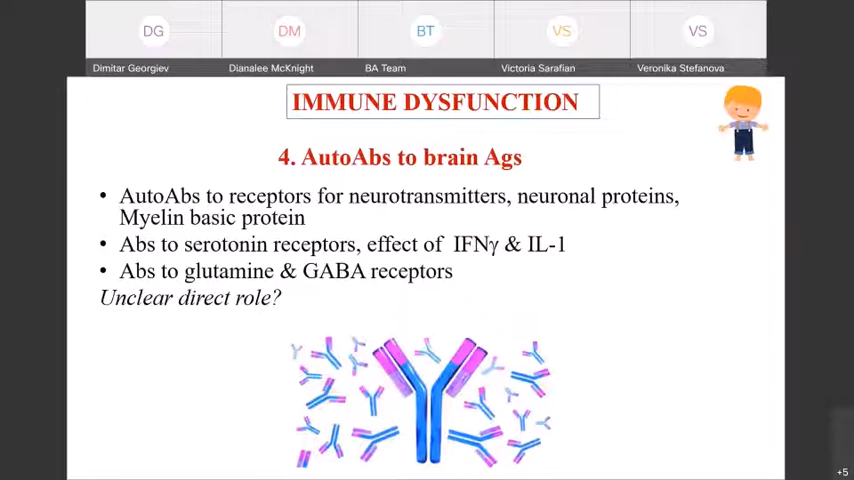 DG
DM
BT
VS
VS
Dimitar Georgiev
Dianalee McKnight
BA Team
Victoria Sarafian
Veronika Stefanova
IMMUNE DYSFUNCTION
4. AutoAbs to brain Ags
• AutoAbs to receptors for neurotransmitters, neuronal proteins,
Myelin basic protein
• Abs to serotonin receptors, effect of IFNγ & IL-1
• Abs to glutamine & GABA receptors
Unclear direct role?
+5